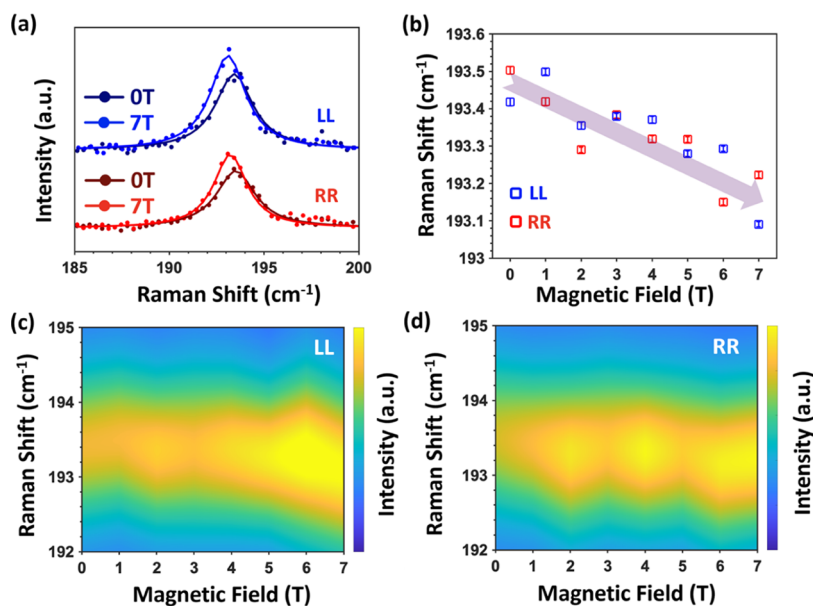 (a)
Intensity (a.u.)
0T
7T
LL
0T
7T
RR
185 190 195 200
Raman Shift (cm-1)
(b)
Raman Shift (cm-1)
193.6
193.5
193.4
193.3
193.2
193.1
193
LL
RR
0 1 2 3 4 5 6 7
Magnetic Field (T)
(c)
Raman Shift (cm-1)
195
194
193
192
LL
0 1 2 3 4 5 6 7
Magnetic Field (T)
Intensity (a.u.)
(d)
Raman Shift (cm-1)
195
194
193
192
RR
0 1 2 3 4 5 6 7
Magnetic Field (T)
Intensity (a.u.)